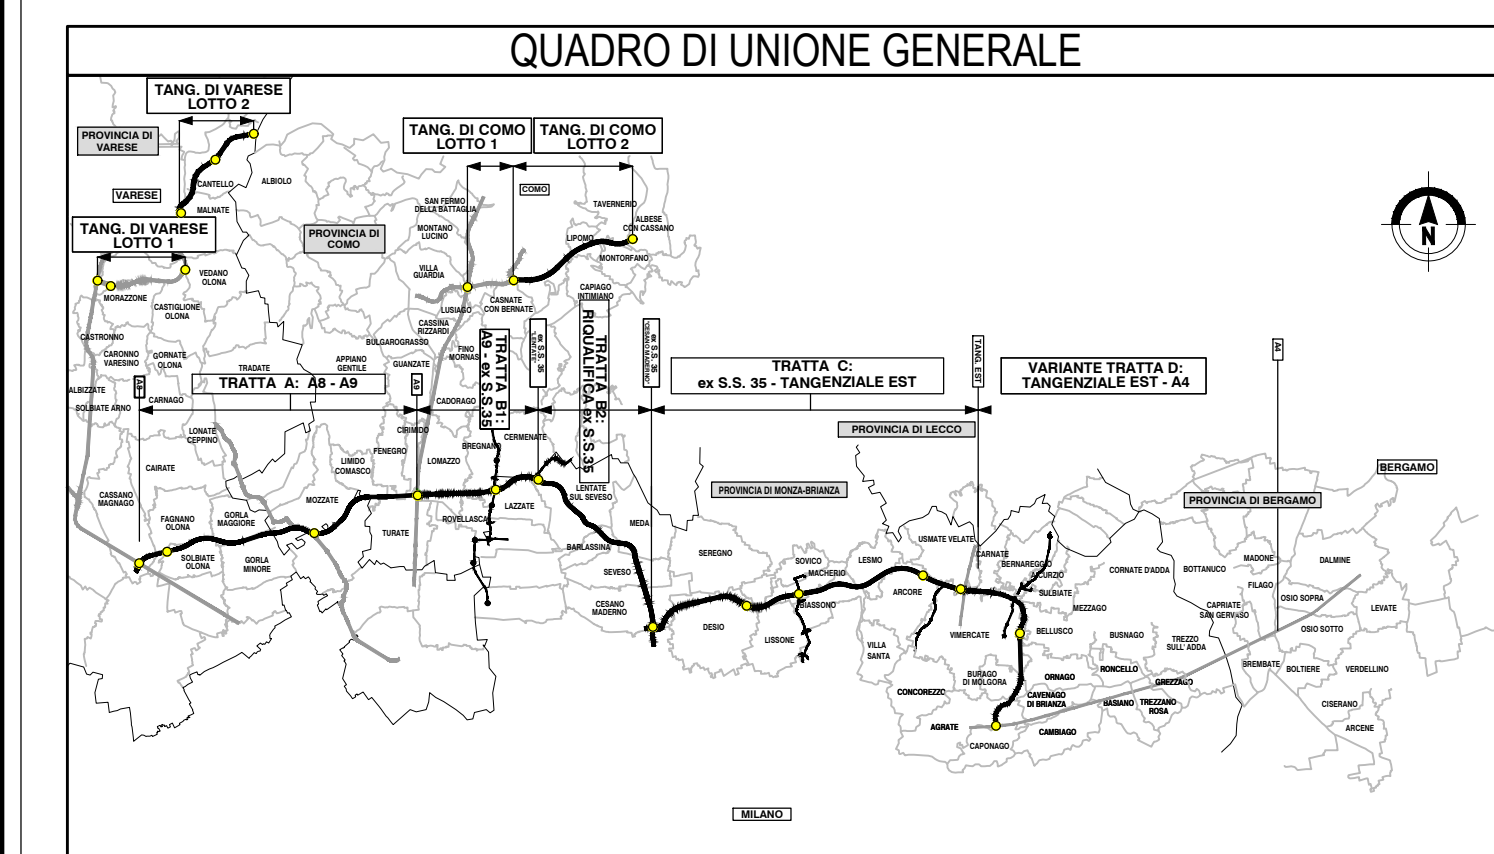 QUADRO DI UNIONE GENERALE
TANG. DI VARESE
LOTTO 2
PROVINCIA DI
VARESE
TANG. DI COMO
LOTTO 1
TANG. DI COMO
LOTTO 2
CANTELLO
ALBIOLO
VARESE
MALNATE
COMO
SAN FERMO
DELLA BATTAGLIA
TAVERNERIO
TANG. DI VARESE
LOTTO 1
PROVINCIA DI
COMO
MONTANO
LUCINO
ALBESE
CON CASSANO
LIPOMO
MONTORFANO
N
VEDANO
OLONA
VILLA
GUARDIA
MORAZZONE
CASTIGLIONE
OLONA
LUSIAGO
CASNATE
CON BERNATE
CAPIAGO
INTIMIANO
CASSINA
RIZZARDI
CASTRONNO
BULGAROGRASSO
CARONNO
VARESINO
GORNATE
OLONA
TRADATE
APPIANO
GENTILE
GUANZATE
FINO
MORNAS
TRATTA B1:
A9 - ex S.S.35
ex S.S. 35
"LENTATE"
TRATTA B2:
RIQUALIFICA ex S.S.35
ex S.S. 35
"CESANO MADERNO"
TRATTA C:
ex S.S. 35 - TANGENZIALE EST
TANG. EST
VARIANTE TRATTA D:
TANGENZIALE EST - A4
A4
ALBIZZATE
A8
TRATTA A: A8 - A9
A9
SOLBIATE ARNO
CARNAGO
CADORAGO
LONATE
CEPPINO
CIRIMIDO
CERMENATE
BREGNANO
PROVINCIA DI LECCO
FENEGRO
LOMAZZO
LIMIDO
COMASCO
CAIRATE
BERGAMO
CASSANO
MAGNAGO
MOZZATE
LENTATE
SUL SEVESO
PROVINCIA DI MONZA-BRIANZA
PROVINCIA DI BERGAMO
FAGNANO
OLONA
GORLA
MAGGIORE
ROVELLASCA
LAZZATE
MEDA
TURATE
SOLBIATE
OLONA
GORLA
MINORE
BARLASSINA
SEVESO
SEREGNO
SOVICO
MACHERIO
LESMO
USMATE VELATE
CARNATE
BERNAREGGIO
CORNATE D'ADDA
BOTTANUCO
MADONE
DALMINE
SULBIATE
MEZZAGO
FILAGO
OSIO SOPRA
CESANO
MADERNO
DESIO
BIASSONO
ARCORE
CAPRIATE
SAN GERVASO
LEVATE
LISSONE
VILLA
SANTA
VIMERCATE
BELLUSCO
BUSNAGO
TREZZO
SULL' ADDA
OSIO SOTTO
BURAGO
DI MOLGORA
ORNAGO
RONCELLO
GREZZAGO
BREMBATE
BOLTIERE
VERDELLINO
CONCOREZZO
CAVENAGO
DI BRIANZA
BASIANO
TREZZANO
ROSA
CISERANO
AGRATE
CAMBIAGO
ARCENE
CAPONAGO
MILANO